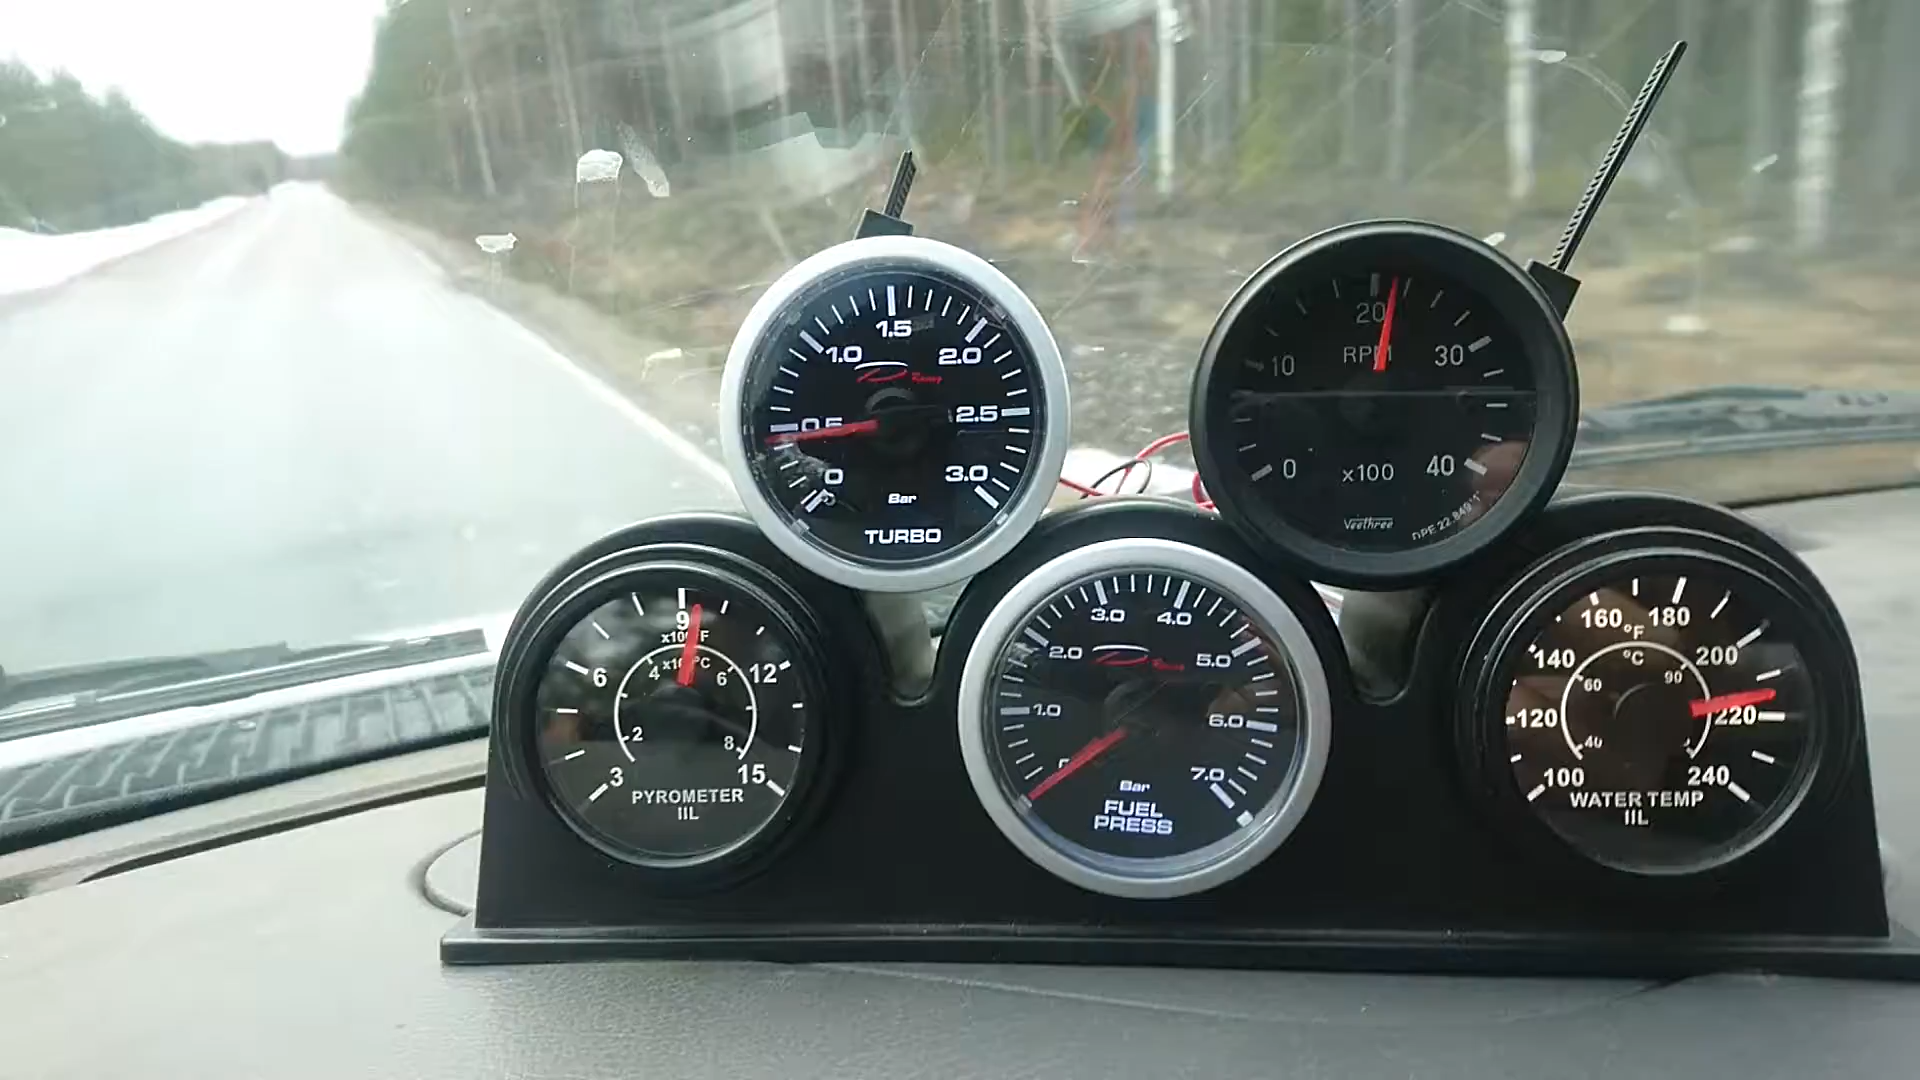 1.5
1.0 2.0
D Racing
0.5 2.5
0 3.0
Bar
TURBO
20
10 RPM 30
0 x100 40
Veethree
9
x100°F
4 x100°C 6
6 12
2 8
3 15
PYROMETER
IIL
3.0 4.0
2.0 5.0
D Racing
1.0 6.0
7.0
Bar
FUEL
PRESS
160 180
°F
140 °C 200
60 90
120 220
40
100 240
WATER TEMP
IIL